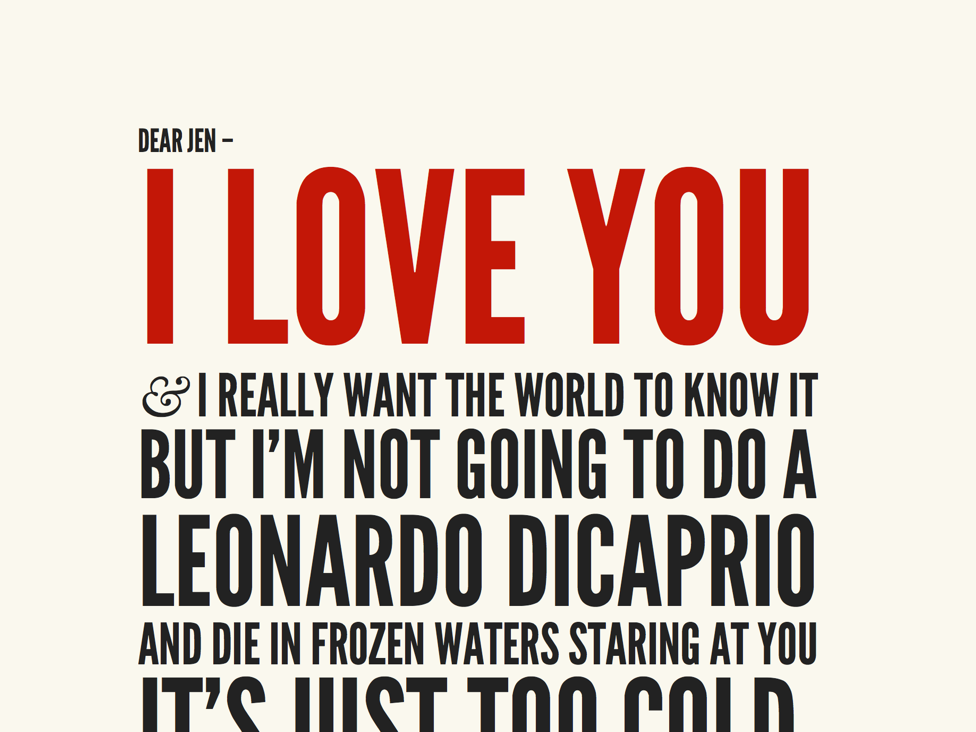 DEAR JEN –
I LOVE YOU
& I REALLY WANT THE WORLD TO KNOW IT
BUT I’M NOT GOING TO DO A
LEONARDO DICAPRIO
AND DIE IN FROZEN WATERS STARING AT YOU
IT’S JUST TOO COLD